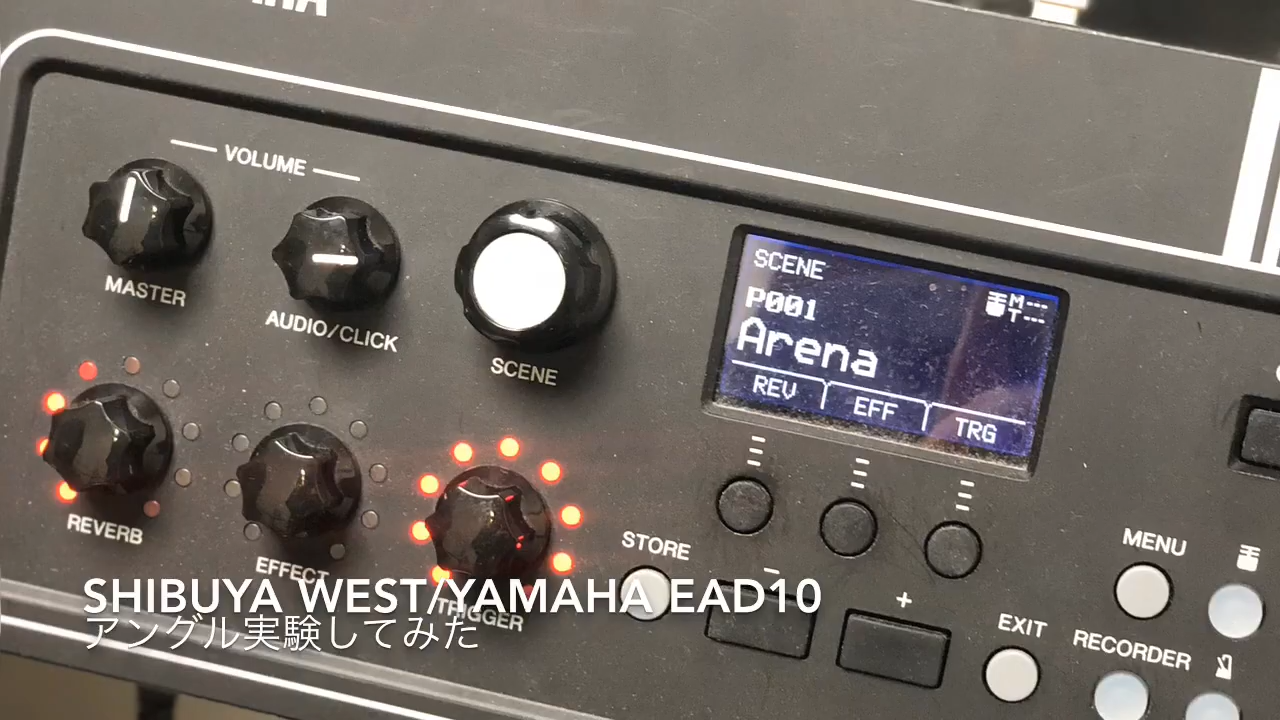 VOLUME
MASTER
AUDIO/CLICK
SCENE
SCENE
P001
M---
T---
Arena
REV EFF TRG
REVERB
EFFECT
TRIGGER
STORE
+
MENU
EXIT
RECORDER
SHIBUYA WEST/YAMAHA EAD10
アングル実験してみた